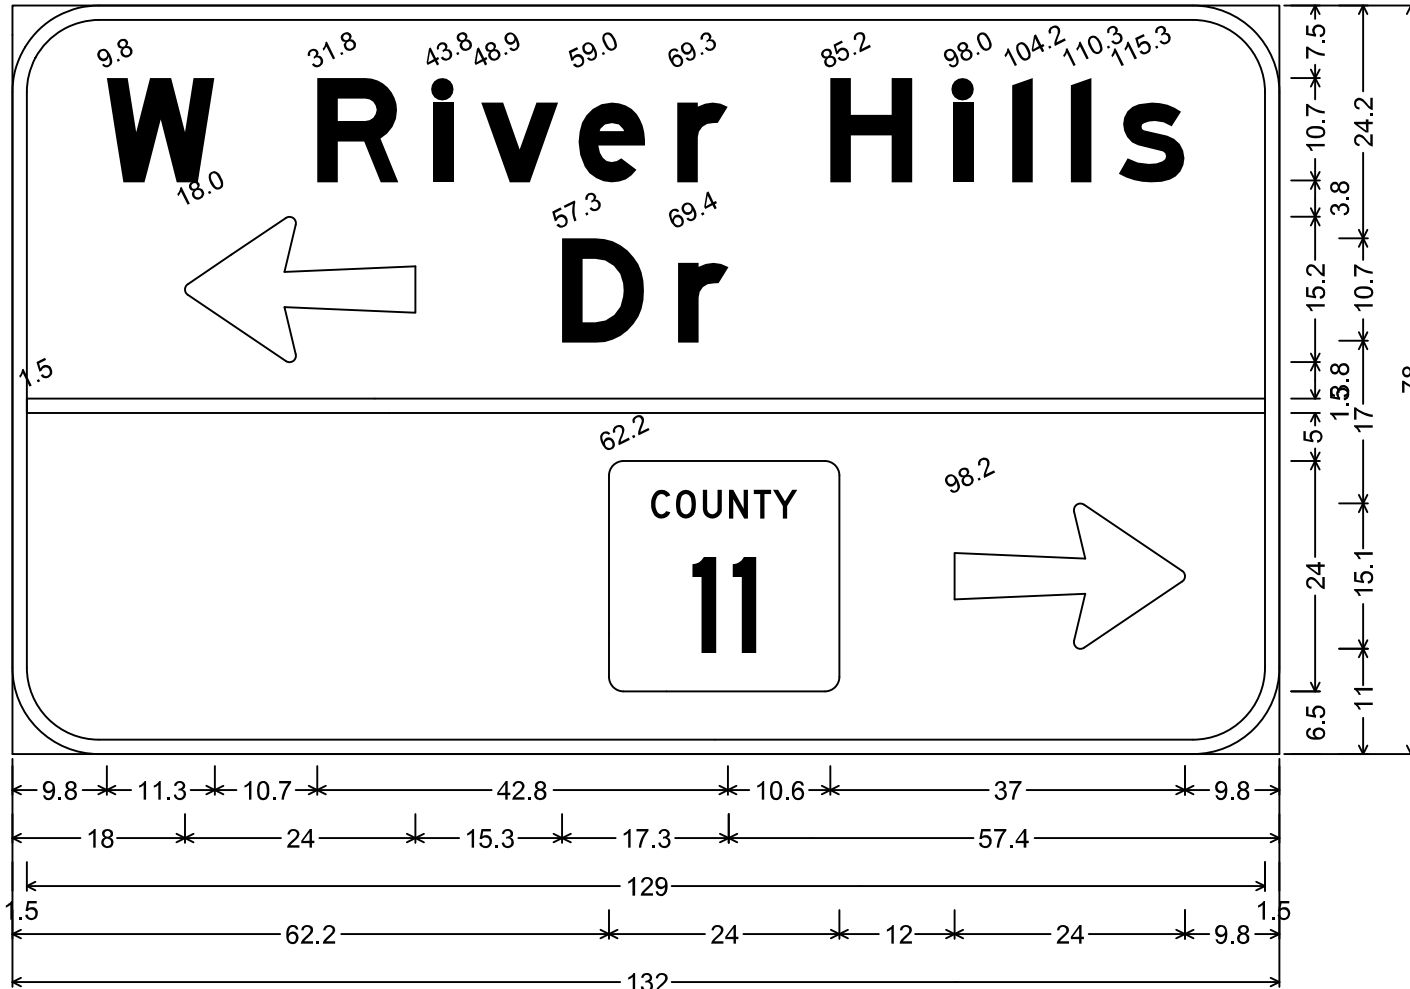 9.8 31.8 43.8 48.9 59.0 69.3 85.2 98.0 104.2 110.3 115.3
W River Hills
18.0 57.3 69.4
Dr
1.5
62.2 98.2
COUNTY
11
7.5 10.7 3.8 15.2 3.8 1.5 5 24 6.5
24.2 10.7 17 15.1 11
78
9.8 11.3 10.7 42.8 10.6 37 9.8
18 24 15.3 17.3 57.4
129
1.5 1.5
62.2 24 12 24 9.8
132